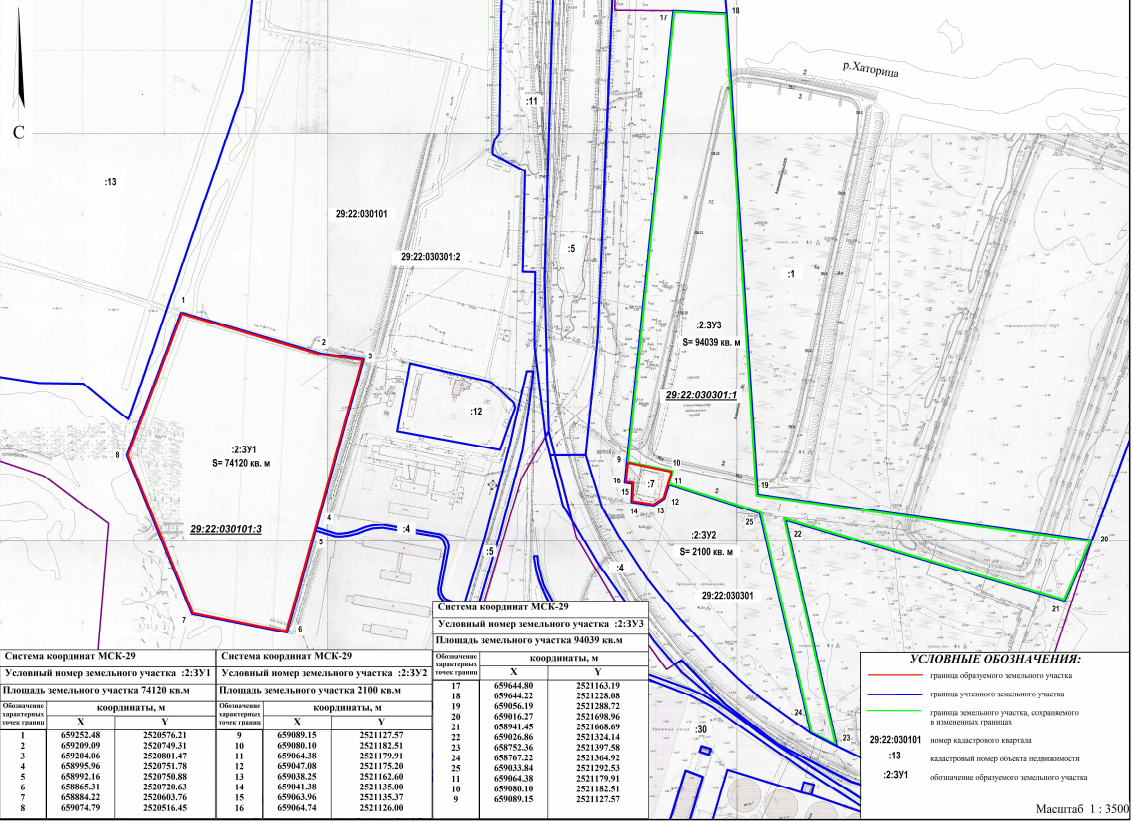 17
18
р.Хаторица
С
:11
:13
29:22:030101
29:22:030301:2
:5
:1
1
2
3
:2.ЗУ3
S= 94039 кв. м
29:22:030301:1
:12
:2:ЗУ1
S= 74120 кв. м
8
9
10
16
:7
11
15
12
14
13
19
29:22:030101:3
4
:4
5
:5
25
22
20
:2:ЗУ2
S= 2100 кв. м
:4
29:22:030301
21
7
6
24
23
:30
Система координат МСК-29
Условный номер земельного участка :2:ЗУ1
Площадь земельного участка 74120 кв.м
Обозначение характерных точек границ
координаты, м
X Y
1 659252.48 2520576.21
2 659209.09 2520749.31
3 659204.06 2520801.47
4 658995.96 2520751.78
5 658992.16 2520750.88
6 658865.31 2520720.63
7 658884.22 2520603.76
8 659074.79 2520516.45
Система координат МСК-29
Условный номер земельного участка :2:ЗУ2
Площадь земельного участка 2100 кв.м
Обозначение характерных точек границ
координаты, м
X Y
9 659089.15 2521127.57
10 659080.10 2521182.51
11 659064.38 2521179.91
12 659047.08 2521175.20
13 659038.25 2521162.60
14 659041.38 2521135.00
15 659063.96 2521135.37
16 659064.74 2521126.00
Система координат МСК-29
Условный номер земельного участка :2:ЗУ3
Площадь земельного участка 94039 кв.м
Обозначение характерных точек границ
координаты, м
X Y
17 659644.80 2521163.19
18 659644.22 2521228.08
19 659056.19 2521288.72
20 659016.27 2521698.96
21 658941.45 2521668.69
22 659026.86 2521324.14
23 658752.36 2521397.58
24 658767.22 2521364.92
25 659033.84 2521292.53
11 659064.38 2521179.91
10 659080.10 2521182.51
9 659089.15 2521127.57
УСЛОВНЫЕ ОБОЗНАЧЕНИЯ:
граница образуемого земельного участка
граница учтенного земельного участка
граница земельного участка, сохраняемого
в измененных границах
29:22:030101 номер кадастрового квартала
:13 кадастровый номер объекта недвижимости
:2:ЗУ1 обозначение образуемого земельного участка
Масштаб 1 : 3500